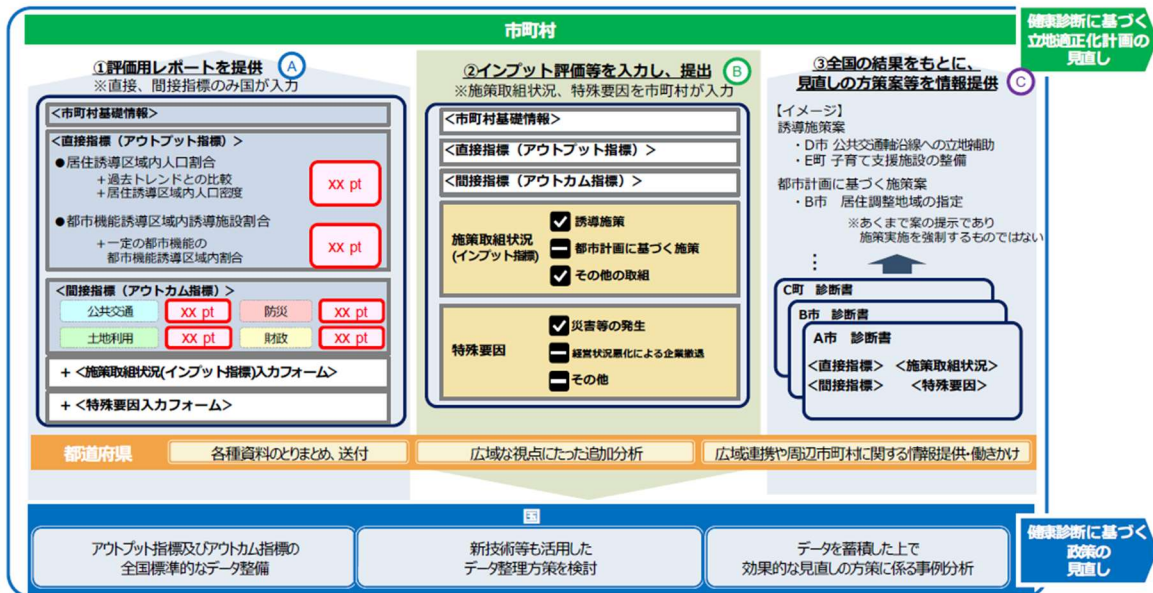 市町村
健康診断に基づく
立地適正化計画の
見直し
①評価用レポートを提供
A
※直接、間接指標のみ国が入力
<市町村基礎情報>
<直接指標（アウトプット指標）>
●居住誘導区域内人口割合
+過去トレンドとの比較
+居住誘導区域内人口密度
xx pt
●都市機能誘導区域内誘導施設割合
+一定の都市機能の
都市機能誘導区域内割合
xx pt
<間接指標（アウトカム指標）>
公共交通
xx pt
防災
xx pt
土地利用
xx pt
財政
xx pt
+ <施策取組状況(インプット指標)入力フォーム>
+ <特殊要因入力フォーム>
②インプット評価等を入力し、提出
B
※施策取組状況、特殊要因を市町村が入力
<市町村基礎情報>
<直接指標（アウトプット指標）>
<間接指標（アウトカム指標）>
施策取組状況
(インプット指標)
誘導施策
都市計画に基づく施策
その他の取組
特殊要因
災害等の発生
経営状況悪化による企業撤退
その他
③全国の結果をもとに、
見直しの方策案等を情報提供
C
【イメージ】
誘導施策案
・D市 公共交通軸沿線への立地補助
・E町 子育て支援施設の整備
都市計画に基づく施策案
・B市 居住調整地域の指定
※あくまで案の提示であり
施策実施を強制するものではない
⋮
C町 診断書
B市 診断書
A市 診断書
<直接指標> <施策取組状況>
<間接指標> <特殊要因>
都道府県
各種資料のとりまとめ、送付
広域な視点にたった追加分析
広域連携や周辺市町村に関する情報提供・働きかけ
国
アウトプット指標及びアウトカム指標の
全国標準的なデータ整備
新技術等も活用した
データ整理方策を検討
データを蓄積した上で
効果的な見直しの方策に係る事例分析
健康診断に基づく
政策の
見直し